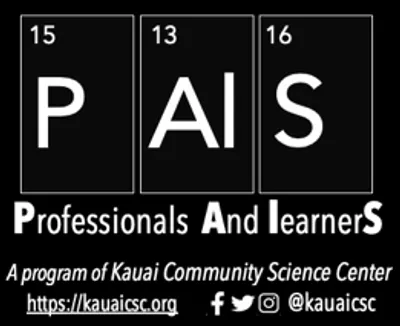 15 13 16
P Al S
Professionals And learnerS
A program of Kauai Community Science Center
https://kauaicsc.org @kauaicsc